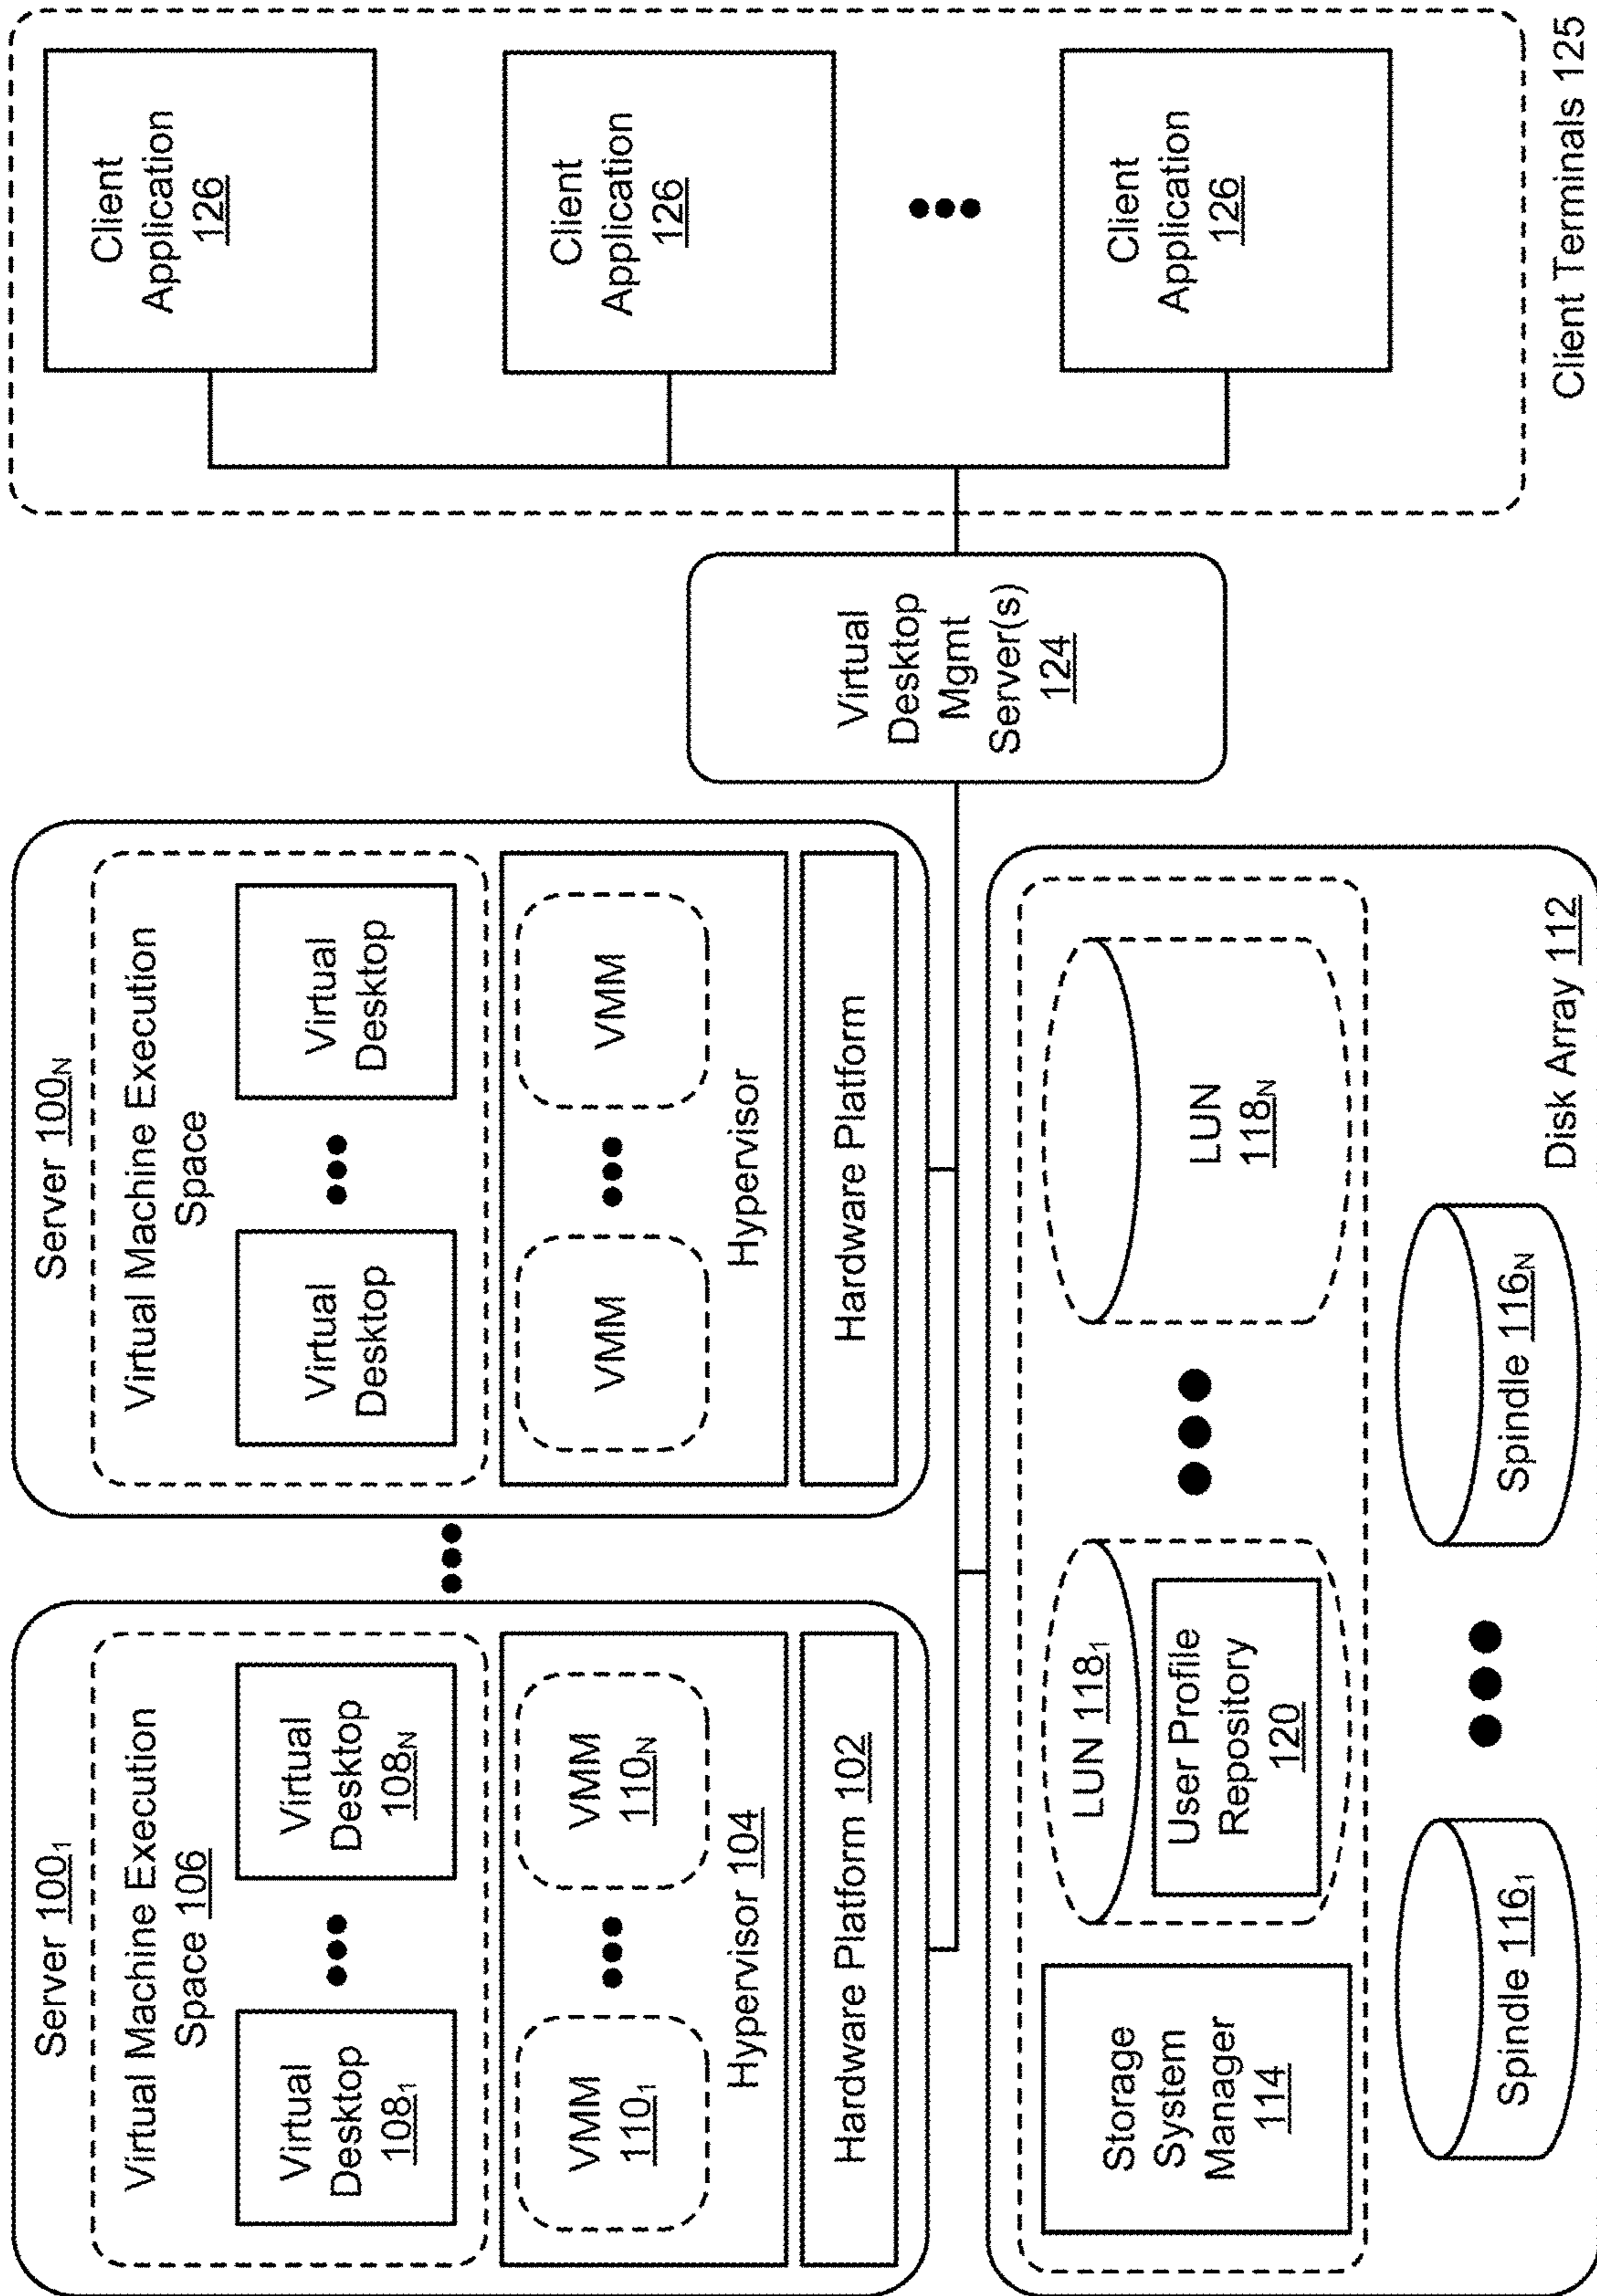 Server 100₁
Virtual Machine Execution
Space 106
Virtual
Desktop
108₁
Virtual
Desktop
108N
VMM
110₁
VMM
110N
Hypervisor 104
Hardware Platform 102
Server 100N
Virtual Machine Execution
Space
Virtual
Desktop
Virtual
Desktop
VMM
VMM
Hypervisor
Hardware Platform
Virtual
Desktop
Mgmt
Server(s)
124
Client
Application
126
Client
Application
126
Client
Application
126
Client Terminals 125
Storage
System
Manager
114
LUN 118₁
User Profile
Repository
120
LUN
118N
Spindle 116₁
Spindle 116N
Disk Array 112